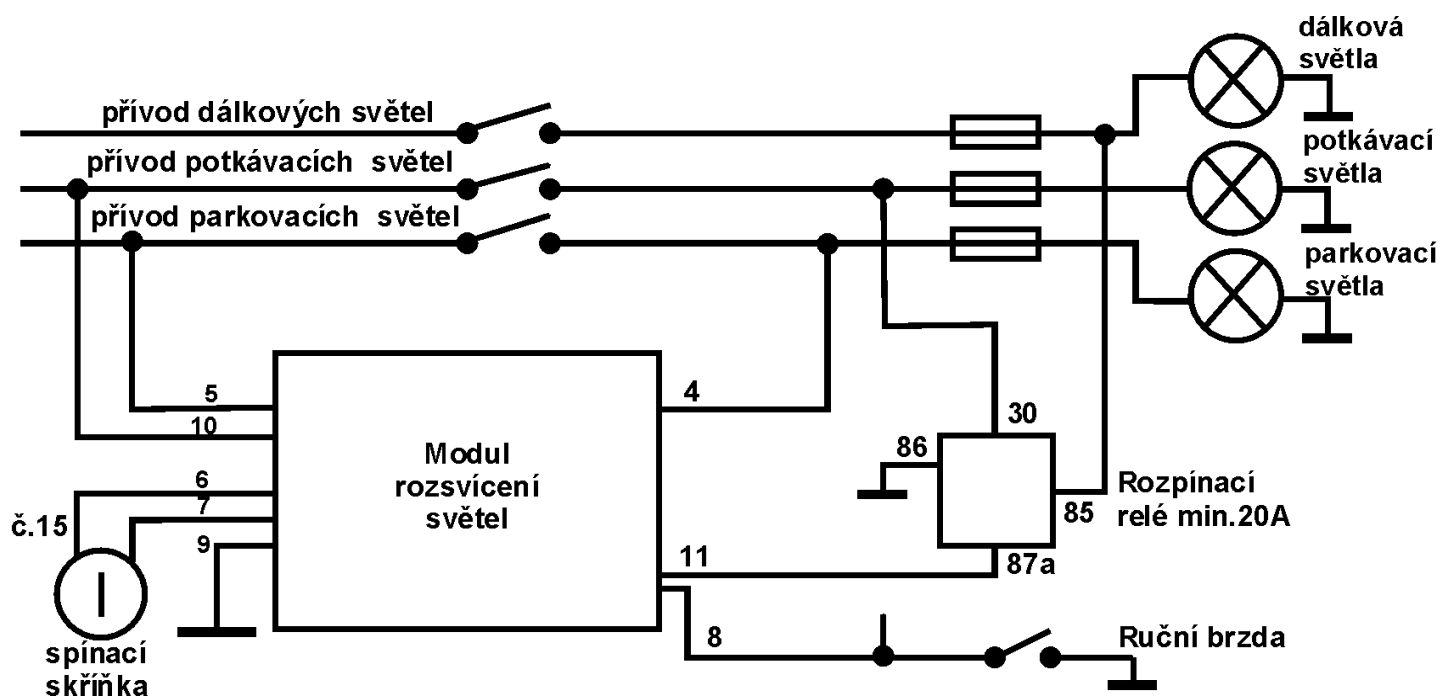 dálková
světla
přívod dálkových světel
potkávací
světla
přívod potkávacích světel
přívod parkovacích světel
parkovací
světla
5
10
4
30
86
Modul
rozsvícení
světel
6
7
č.15
9
Rozpínací
relé min.20A
85
11
87a
8
Ruční brzda
spínací
skříňka